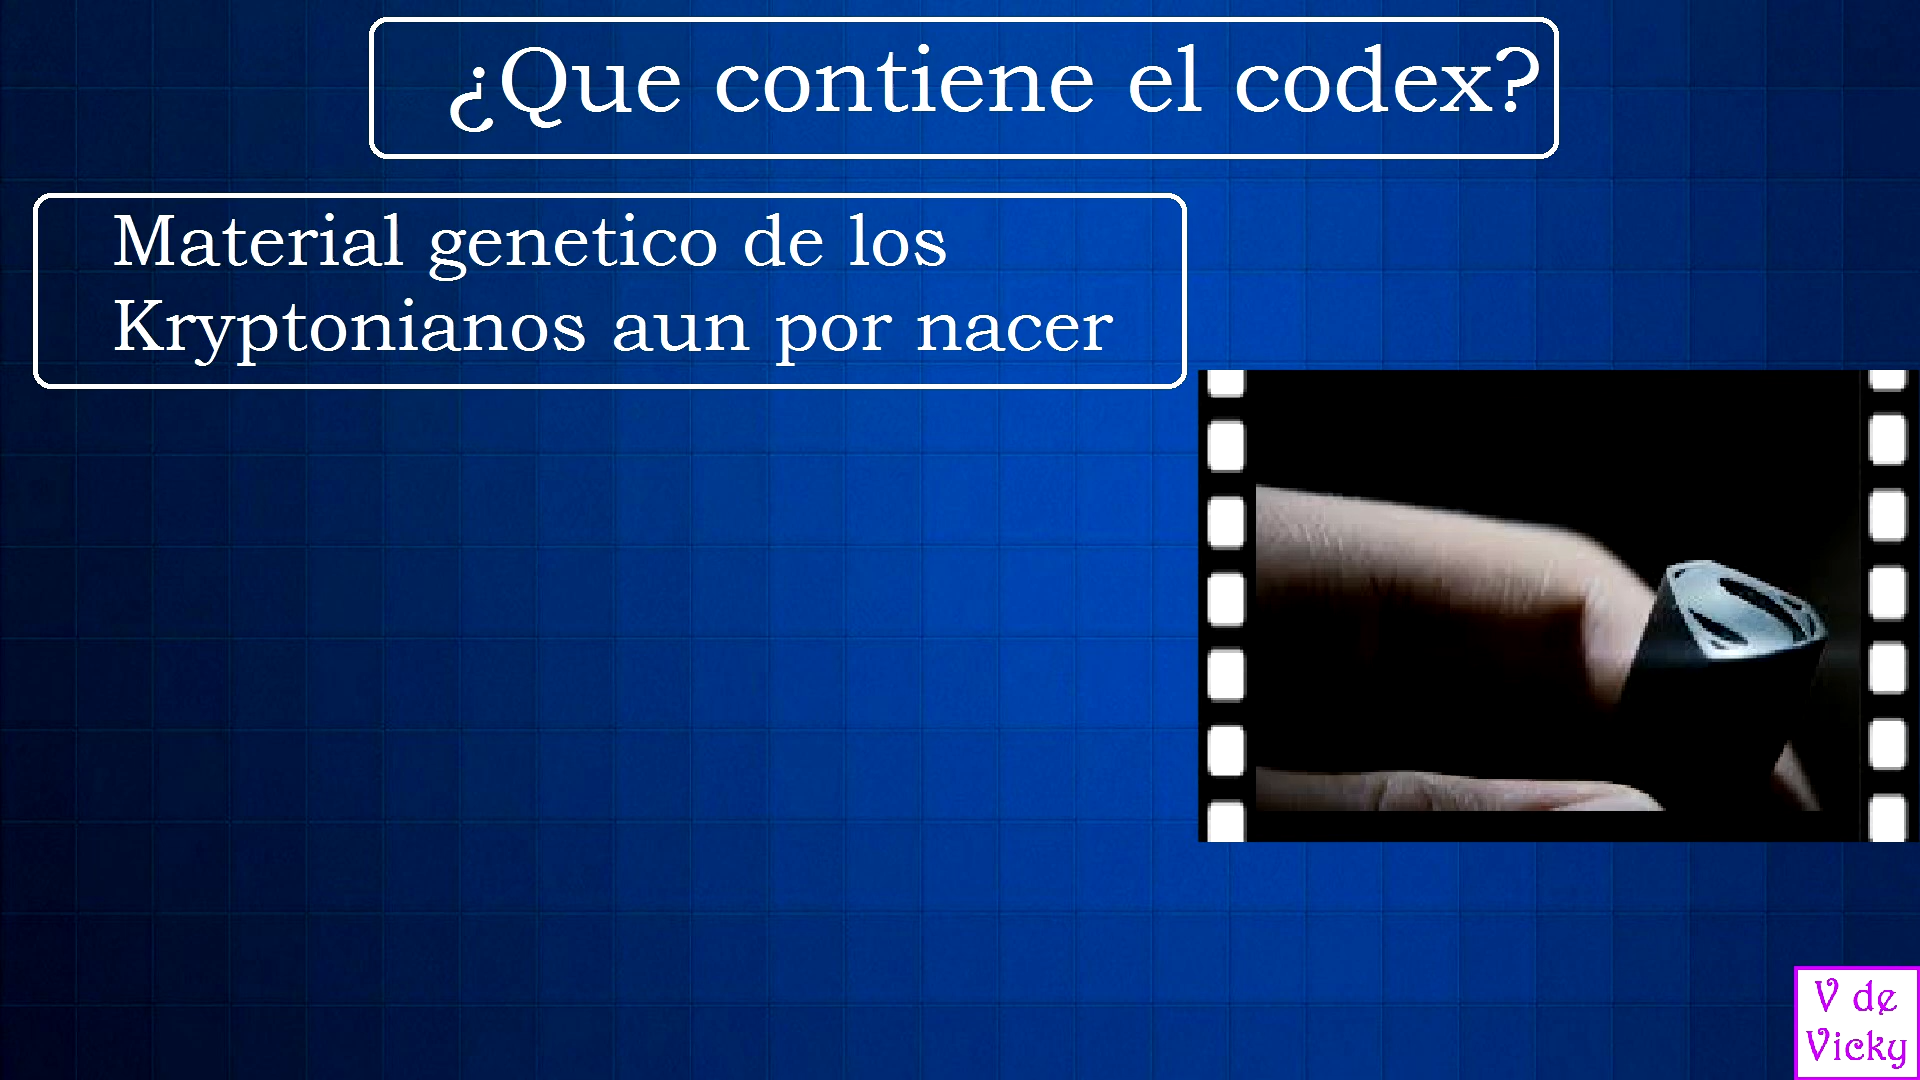 ¿Que contiene el codex?
Material genetico de los
Kryptonianos aun por nacer
V de
Vicky